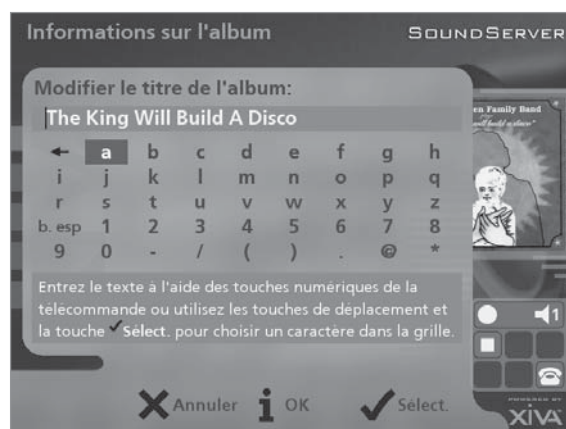 Informations sur l'album
SOUNDSERVER
Modifier le titre de l'album:
The King Will Build A Disco
a b c d e f g h
i j k l m n o p q
r s t u v w x y z
b. esp 1 2 3 4 5 6 7 8
9 0 - / ( ) . @ *
Entrez le texte à l'aide des touches numériques de la
télécommande ou utilisez les touches de déplacement et
la touche Sélect. pour choisir un caractère dans la grille.
en Family Band
will build a disco"
1
Annuler i OK Sélect.
POWERED BY
XIVA